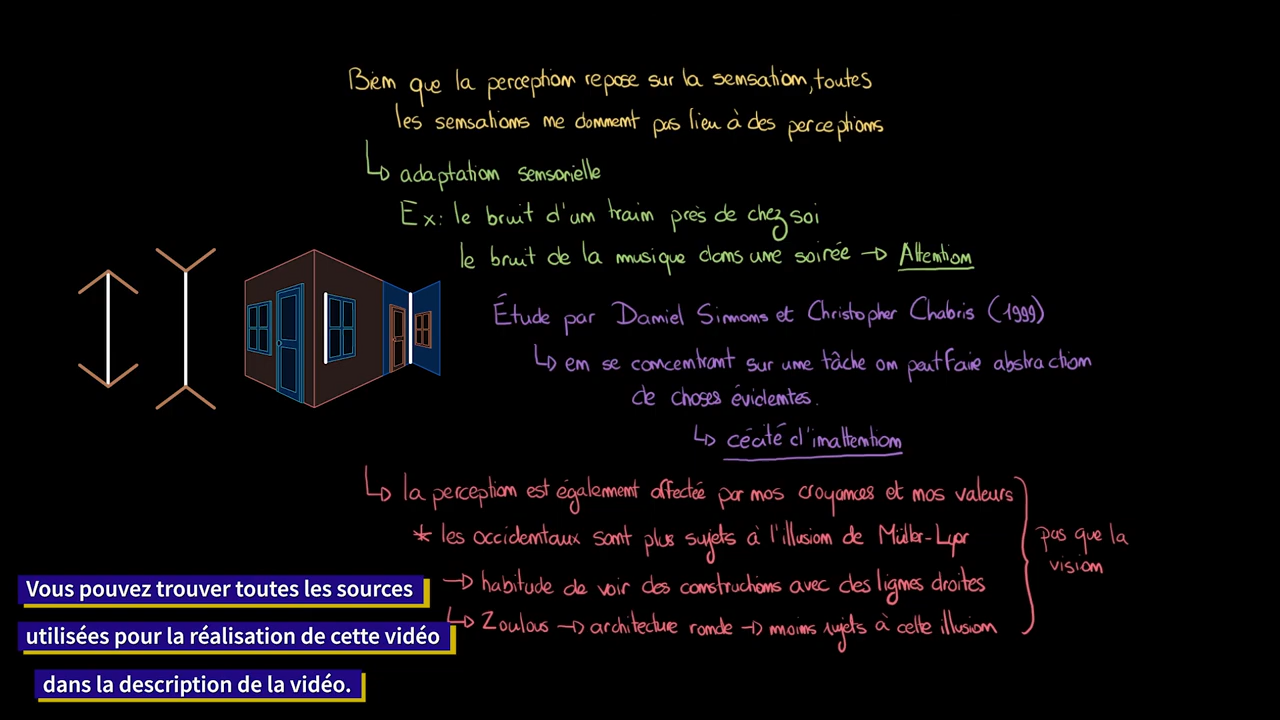 Bien que la perception repose sur la sensation, toutes
les sensations ne donnent pas lieu à des perceptions
adaptation sensorielle
Ex: le bruit d'un train près de chez soi
le bruit de la musique dans une soirée → Attention
Étude par Daniel Simmons et Christopher Chabris (1999)
en se concentrant sur une tâche on peut faire abstraction
de choses évidentes.
cécité d'inattention
la perception est également affectée par nos croyances et nos valeurs
* les occidentaux sont plus sujets à l'illusion de Müller-Lyer
→ habitude de voir des constructions avec des lignes droites
Zoulous → architecture ronde → moins sujets à cette illusion
pas que la
vision
Vous pouvez trouver toutes les sources
utilisées pour la réalisation de cette vidéo
dans la description de la vidéo.